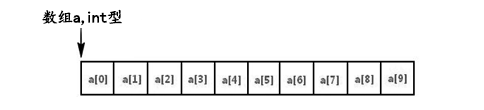 数组a,int型
a[0] a[1] a[2] a[3] a[4] a[5] a[6] a[7] a[8] a[9]